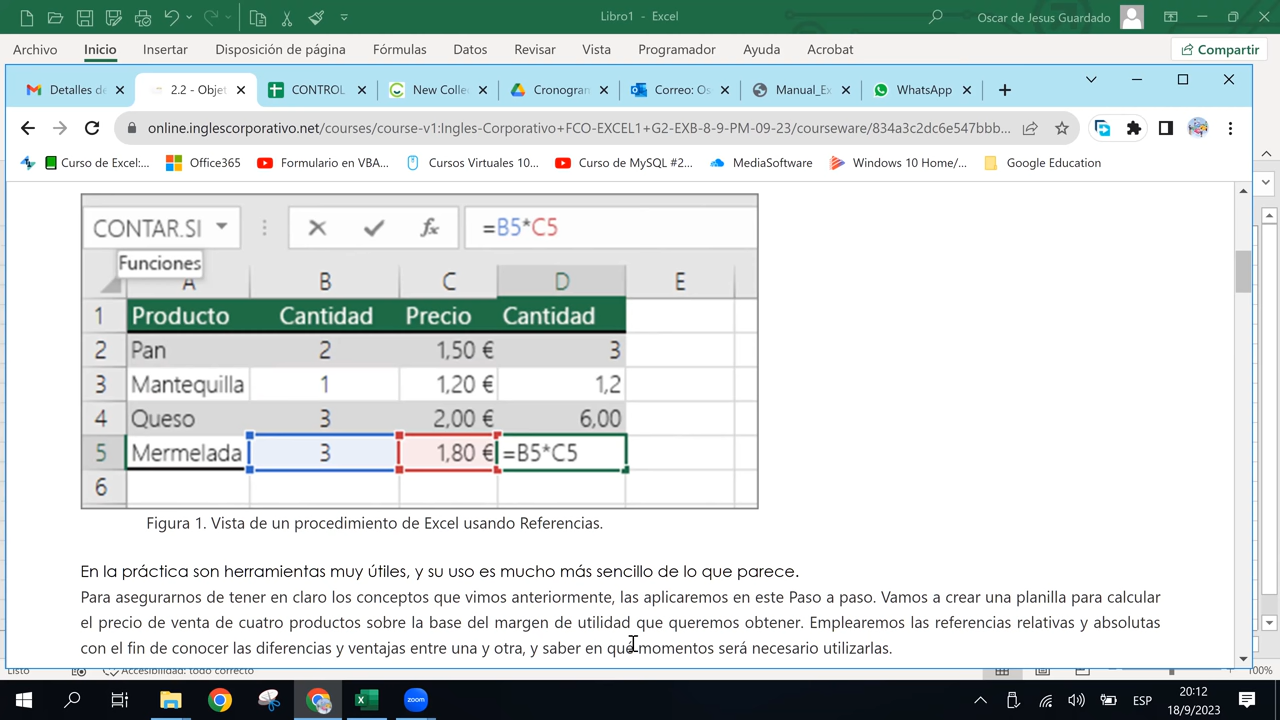 Libro1 - Excel
Oscar de Jesus Guardado
Archivo Inicio Insertar Disposición de página Fórmulas Datos Revisar Vista Programador Ayuda Acrobat Compartir
Detalles de 2.2 - Objet CONTROL New Colle Cronogran Correo: Os Manual_Ex WhatsApp
online.inglescorporativo.net/courses/course-v1Ingles-Corporativo+FCO-EXCEL1+G2-EXB-B-9-PM-09-23/courseware/834a3c2dc6e547bbb...
Curso de Excel:... Office365 Formulario en VBA... Cursos Virtuales 10... Curso de MySQL #2... MediaSoftware Windows 10 Home/... Google Education
CONTAR.SI fx =B5*C5
Funciones
A B C D E
1 Producto Cantidad Precio Cantidad
2 Pan 2 1,50 € 3
3 Mantequilla 1 1,20 € 1,2
4 Queso 3 2,00 € 6,00
5 Mermelada 3 1,80 € =B5*C5
6
Figura 1. Vista de un procedimiento de Excel usando Referencias.
En la práctica son herramientas muy útiles, y su uso es mucho más sencillo de lo que parece.
Para asegurarnos de tener en claro los conceptos que vimos anteriormente, las aplicaremos en este Paso a paso. Vamos a crear una planilla para calcular
el precio de venta de cuatro productos sobre la base del margen de utilidad que queremos obtener. Emplearemos las referencias relativas y absolutas
con el fin de conocer las diferencias y ventajas entre una y otra, y saber en qué momentos será necesario utilizarlas.
Listo Accesibilidad: todo correcto 100%
zoom ESP 20:12
18/9/2023